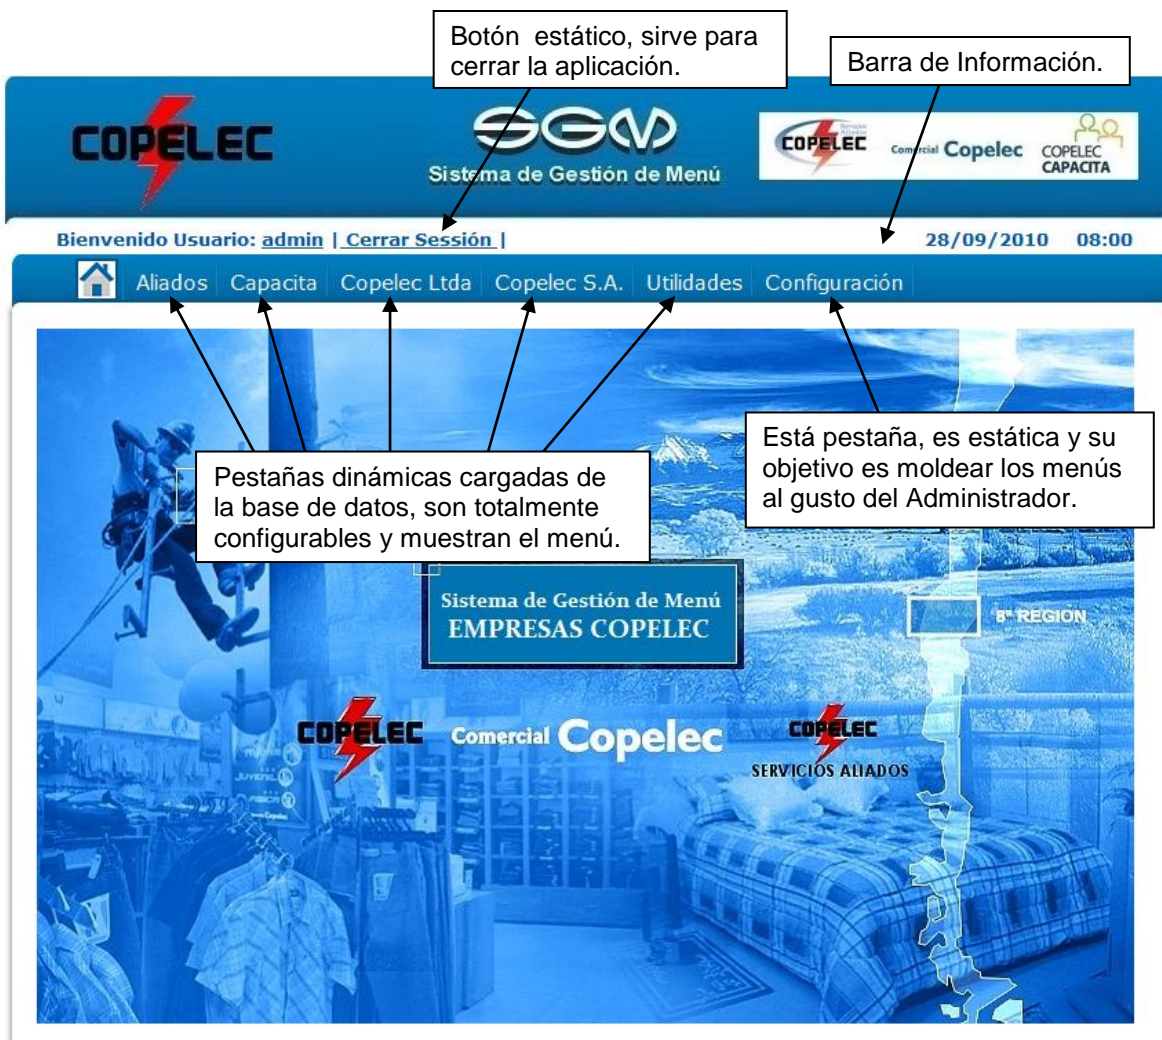 Botón estático, sirve para
cerrar la aplicación.
Barra de Información.
COPELEC
SGM
Sistema de Gestión de Menú
Servicios
Aliados
COPELEC
Comercial Copelec
COPELEC
CAPACITA
Bienvenido Usuario: admin | Cerrar Sessión |
28/09/2010 08:00
Aliados Capacita Copelec Ltda Copelec S.A. Utilidades Configuración
Está pestaña, es estática y su
objetivo es moldear los menús
al gusto del Administrador.
Pestañas dinámicas cargadas de
la base de datos, son totalmente
configurables y muestran el menú.
Sistema de Gestión de Menú
EMPRESAS COPELEC
8ª REGION
COPELEC
Comercial Copelec
COPELEC
SERVICIOS ALIADOS
JUVENIL